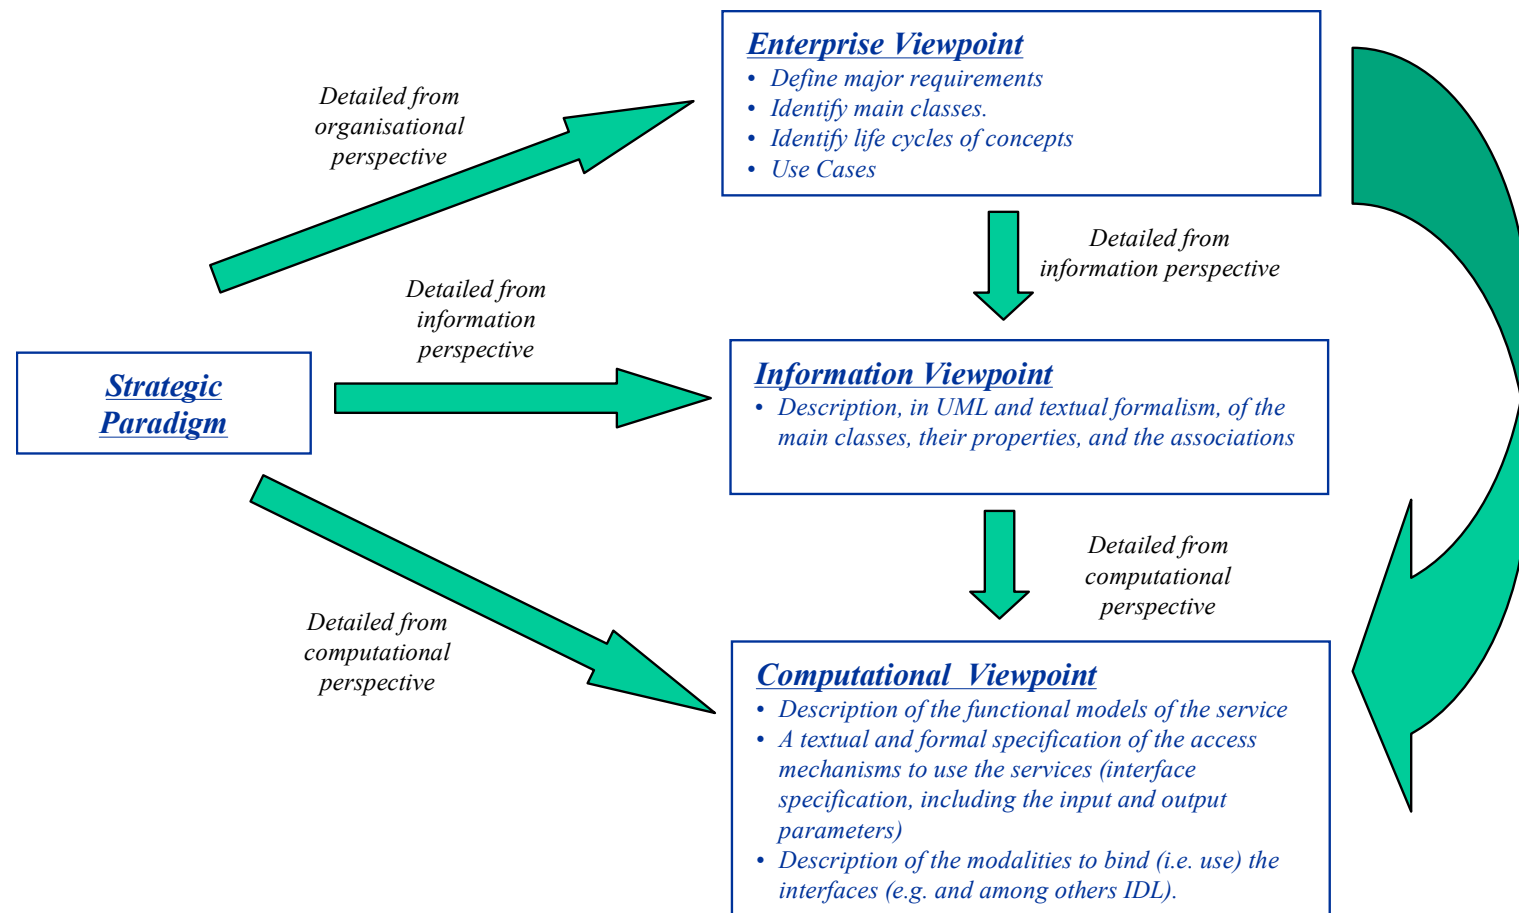 Enterprise Viewpoint
• Define major requirements
• Identify main classes.
• Identify life cycles of concepts
• Use Cases
Detailed from
organisational
perspective
Detailed from
information perspective
Detailed from
information
perspective
Strategic
Paradigm
Information Viewpoint
• Description, in UML and textual formalism, of the
main classes, their properties, and the associations
Detailed from
computational
perspective
Detailed from
computational
perspective
Computational Viewpoint
• Description of the functional models of the service
• A textual and formal specification of the access
mechanisms to use the services (interface
specification, including the input and output
parameters)
• Description of the modalities to bind (i.e. use) the
interfaces (e.g. and among others IDL).